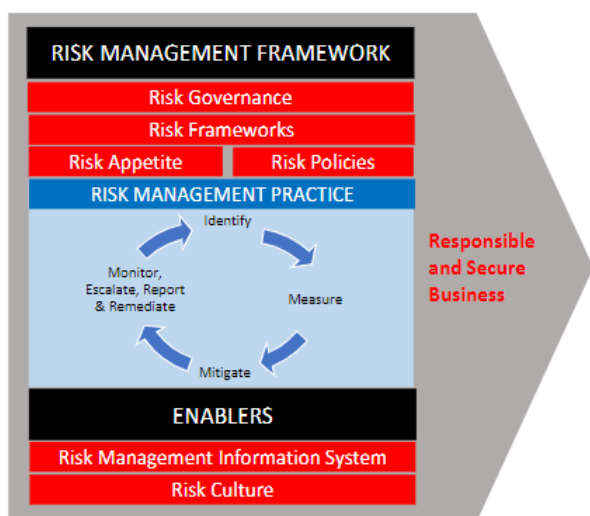 RISK MANAGEMENT FRAMEWORK
Risk Governance
Risk Frameworks
Risk Appetite
Risk Policies
RISK MANAGEMENT PRACTICE
Identify
Measure
Mitigate
Monitor,
Escalate, Report
& Remediate
Responsible
and Secure
Business
ENABLERS
Risk Management Information System
Risk Culture